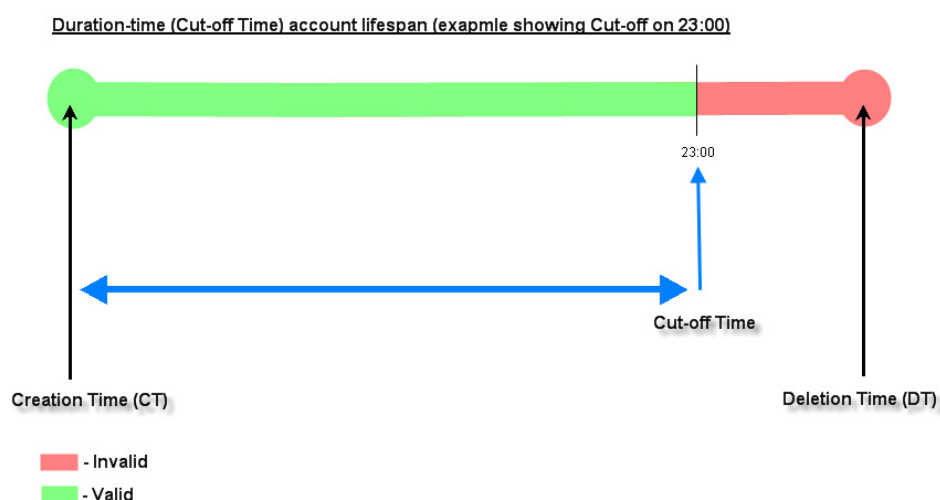 Duration-time (Cut-off Time) account lifespan (exapmle showing Cut-off on 23:00)
23:00
Cut-off Time
Creation Time (CT)
Deletion Time (DT)
- Invalid
- Valid